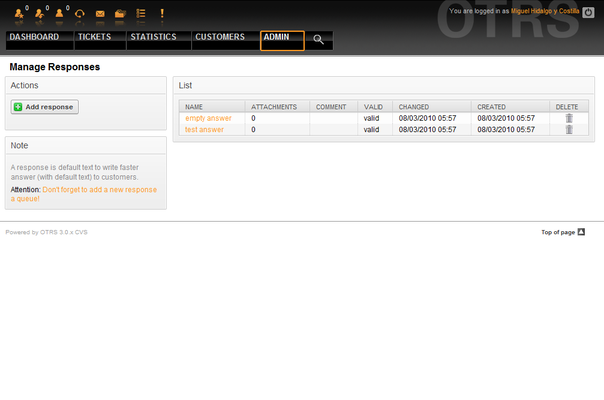 0 0 0
OTRS
You are logged in as Miguel Hidalgo y Costilla
DASHBOARD TICKETS STATISTICS CUSTOMERS ADMIN
Manage Responses
Actions
Add response
Note
A response is default text to write faster
answer (with default text) to customers.
Attention: Don't forget to add a new response
a queue!
List
NAME ATTACHMENTS COMMENT VALID CHANGED CREATED DELETE
empty answer 0 valid 08/03/2010 05:57 08/03/2010 05:57
test answer 0 valid 08/03/2010 05:57 08/03/2010 05:57
Powered by OTRS 3.0.x CVS
Top of page